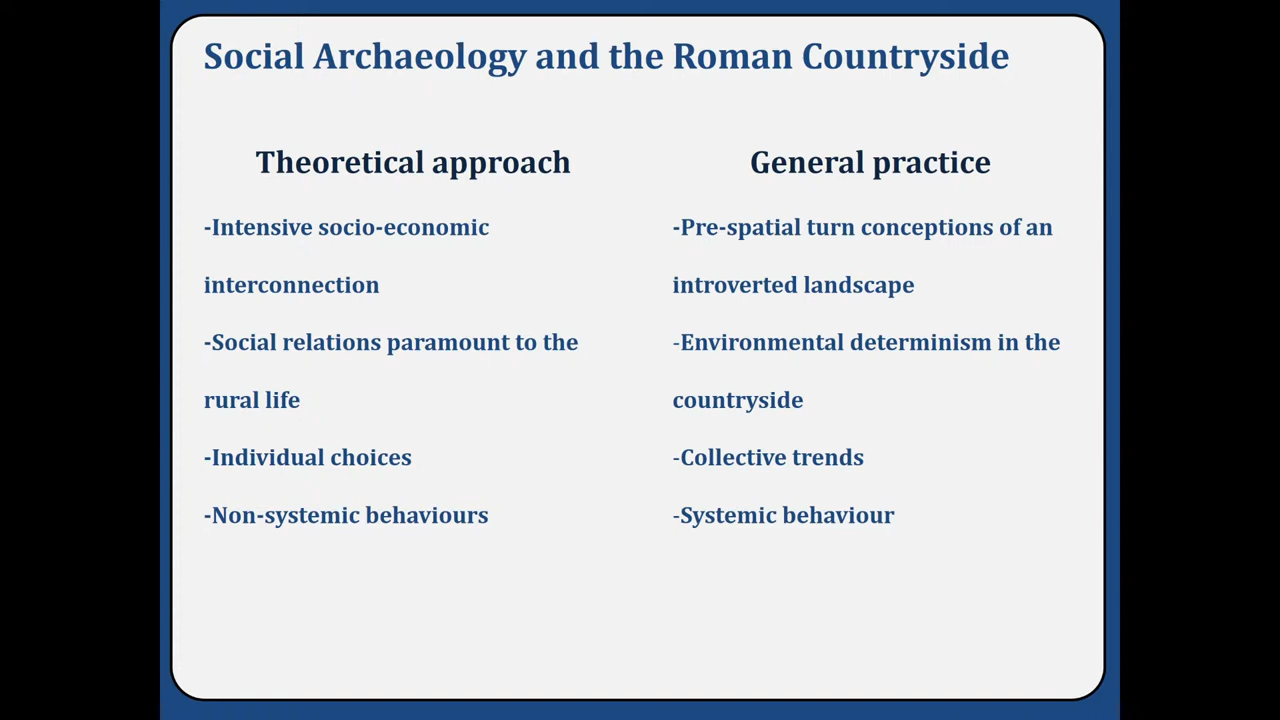 Social Archaeology and the Roman Countryside
Theoretical approach
-Intensive socio-economic
interconnection
-Social relations paramount to the
rural life
-Individual choices
-Non-systemic behaviours
General practice
-Pre-spatial turn conceptions of an
introverted landscape
-Environmental determinism in the
countryside
-Collective trends
-Systemic behaviour